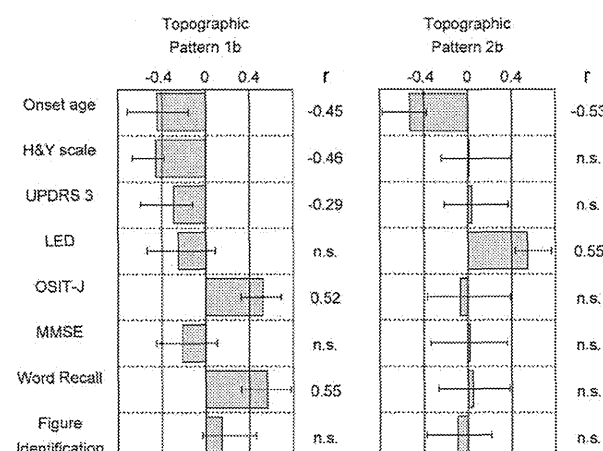 Topographic Topographic
Pattern 1b Pattern 2b
-0.4 0 0.4 r -0.4 0 0.4 r
Onset age -0.45 -0.53
H&Y scale -0.46 n.s.
UPDRS 3 -0.29 n.s.
LED n.s. 0.55
OSIT-J 0.52 n.s.
MMSE n.s. n.s.
Word Recall 0.55 n.s.
Figure
Identification n.s. n.s.